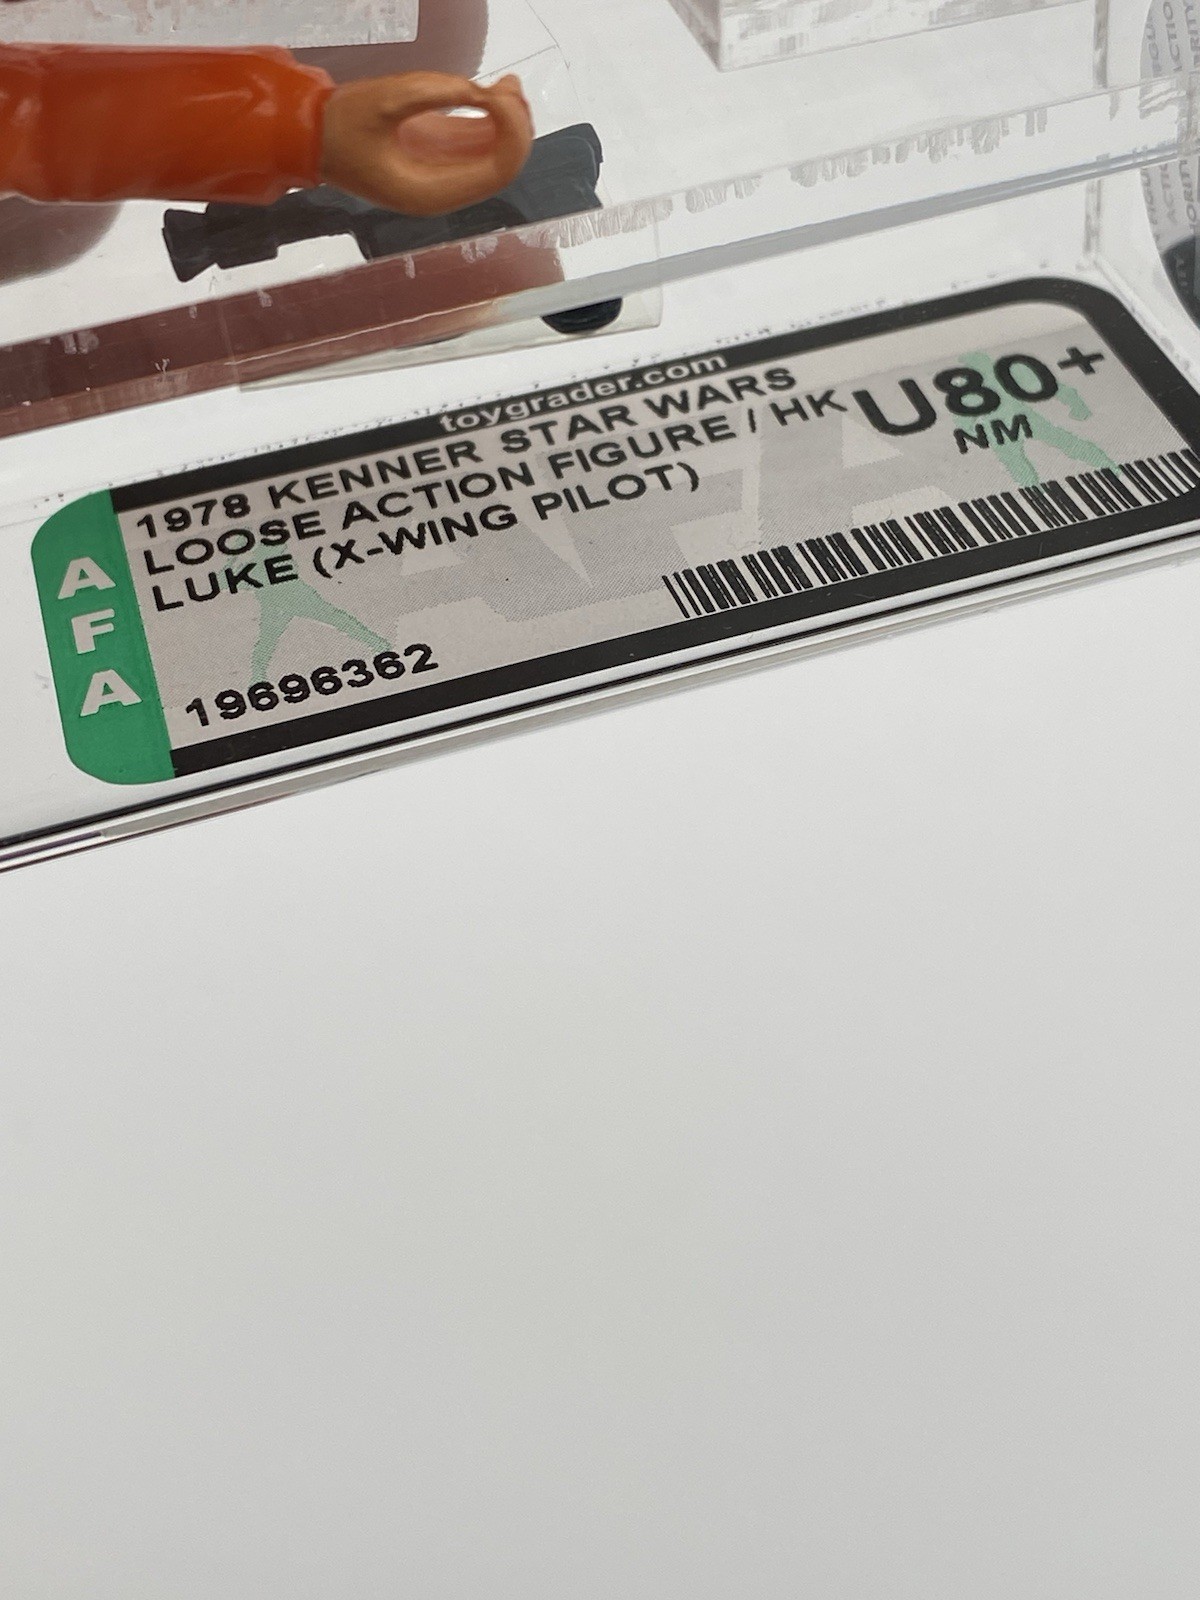 toygrader.com
1978 KENNER STAR WARS
LOOSE ACTION FIGURE / HK
LUKE (X-WING PILOT)
U80+
NM
AFA
19696362